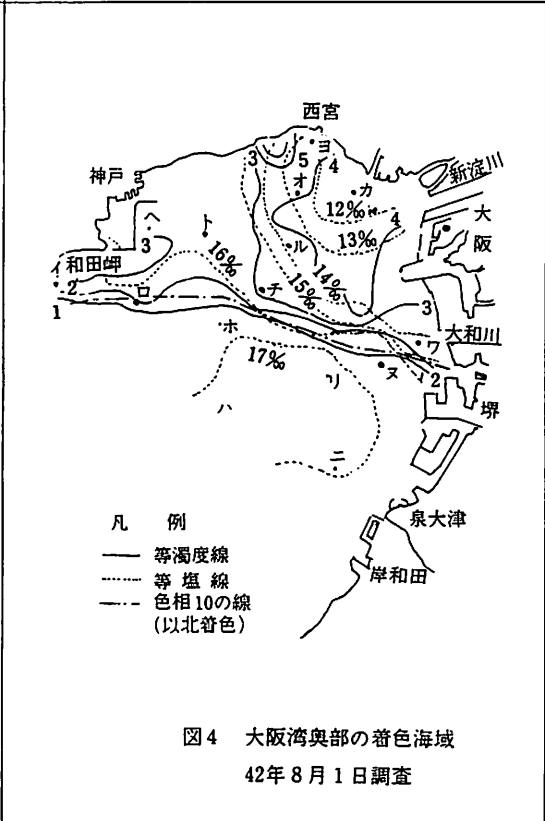 西宮
新淀川
神戸
3
5
ヨ
4
オ
カ
12‰
4
大
阪
ヘ
ト
3
16‰
13‰
ル
イ
和田岬
2
14‰
15‰
チ
3
1
ロ
大和川
ホ
ワ
17‰
ヌ
2
リ
堺
ハ
ニ
泉大津
凡 例
等濁度線
岸和田
等 塩 線
色相10の線
(以北着色)
図4 大阪湾奥部の着色海域
42年8月1日調査